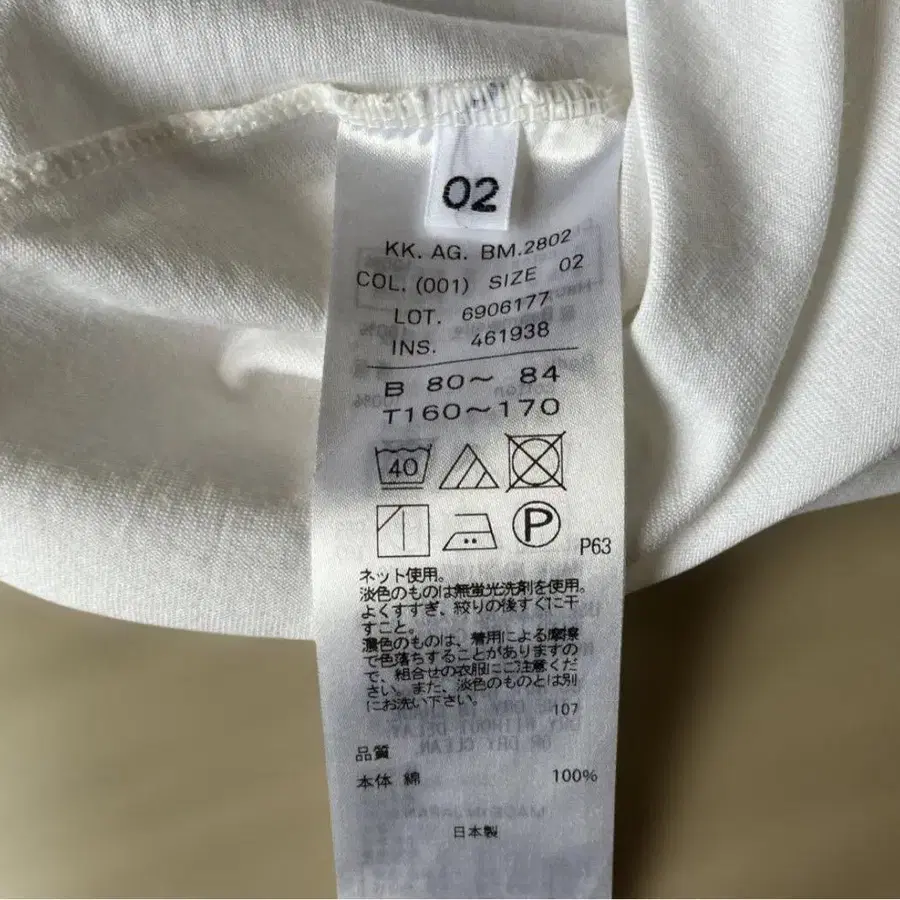 02
KK. AG. BM.2802
COL. (001) SIZE 02
LOT. 6906177
INS. 461938
B 80～ 84
T160～170
40
P
P63
ネット使用。
淡色のものは無蛍光洗剤を使用。
よくすすぎ、絞りの後すぐに干
すこと。
濃色のものは、着用による摩擦
で色落ちすることがありますの
で、組合せの衣服にご注意くだ
さい。また、淡色のものとは別
にお洗い下さい。
107
品質
本体 綿 100%
日本製